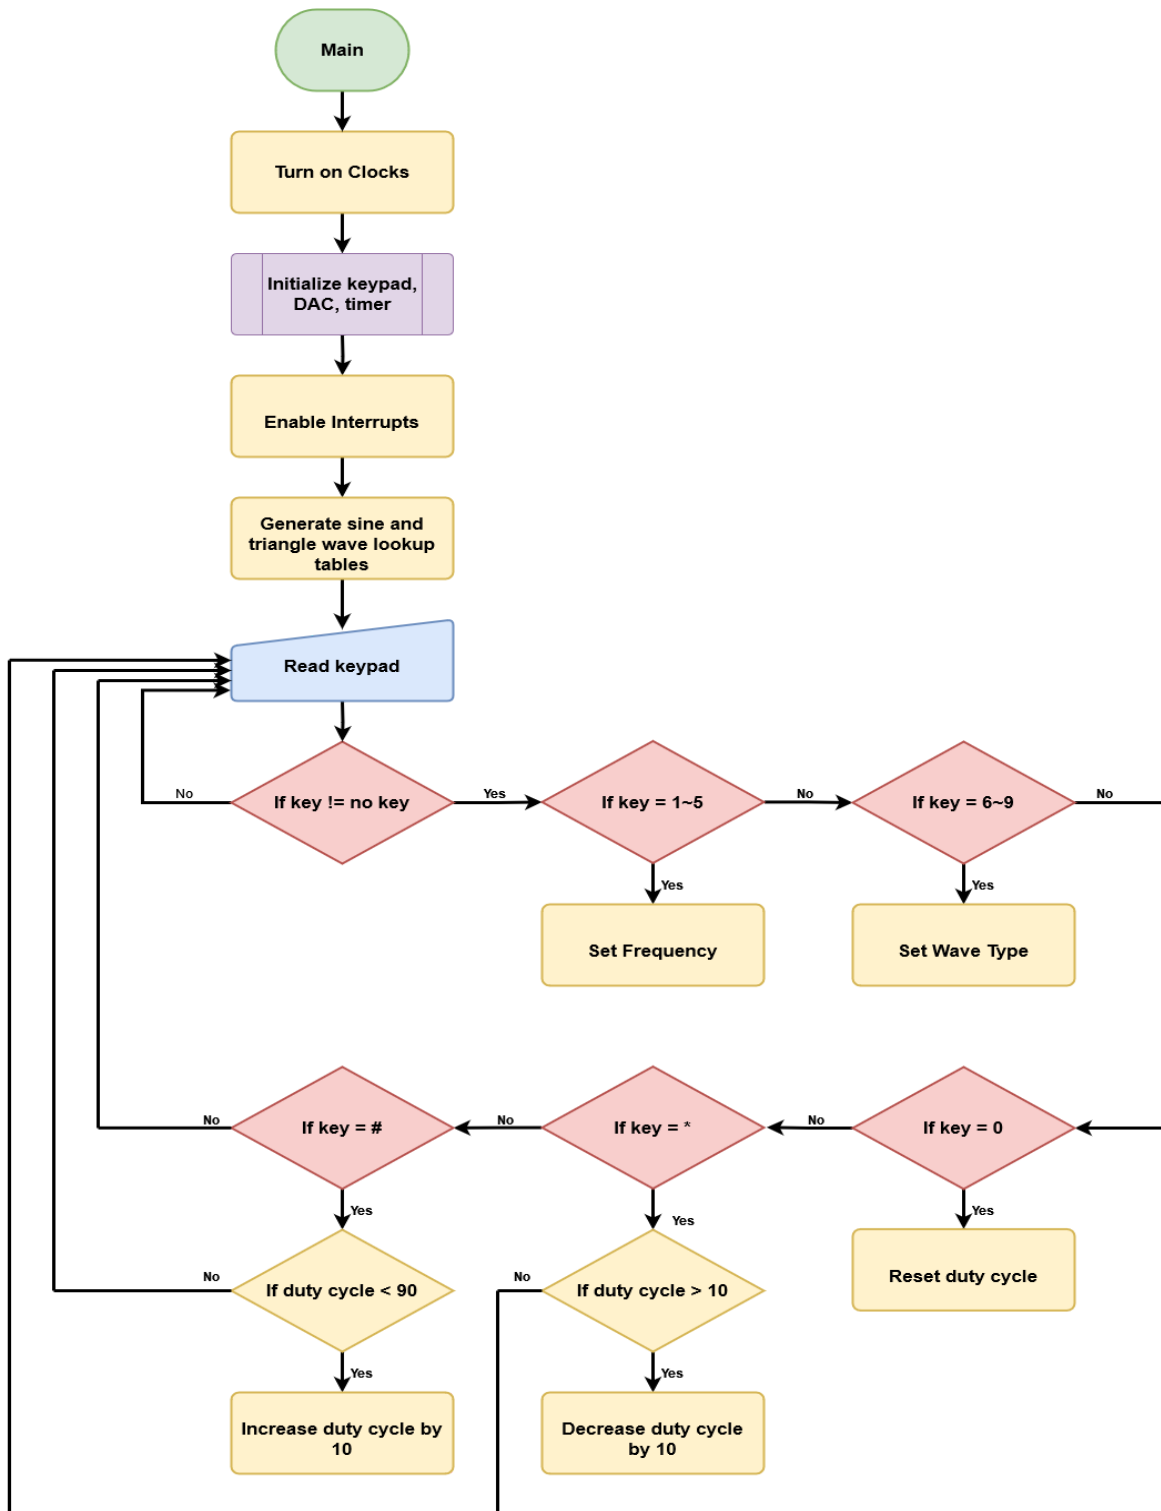 Main
Turn on Clocks
Initialize keypad,
DAC, timer
Enable Interrupts
Generate sine and
triangle wave lookup
tables
Read keypad
No
If key != no key
Yes
If key = 1~5
No
If key = 6~9
No
Yes
Yes
Set Frequency
Set Wave Type
No
If key = #
No
If key = *
No
If key = 0
Yes
Yes
Yes
No
If duty cycle < 90
No
If duty cycle > 10
Reset duty cycle
Yes
Yes
Increase duty cycle by
10
Decrease duty cycle
by 10